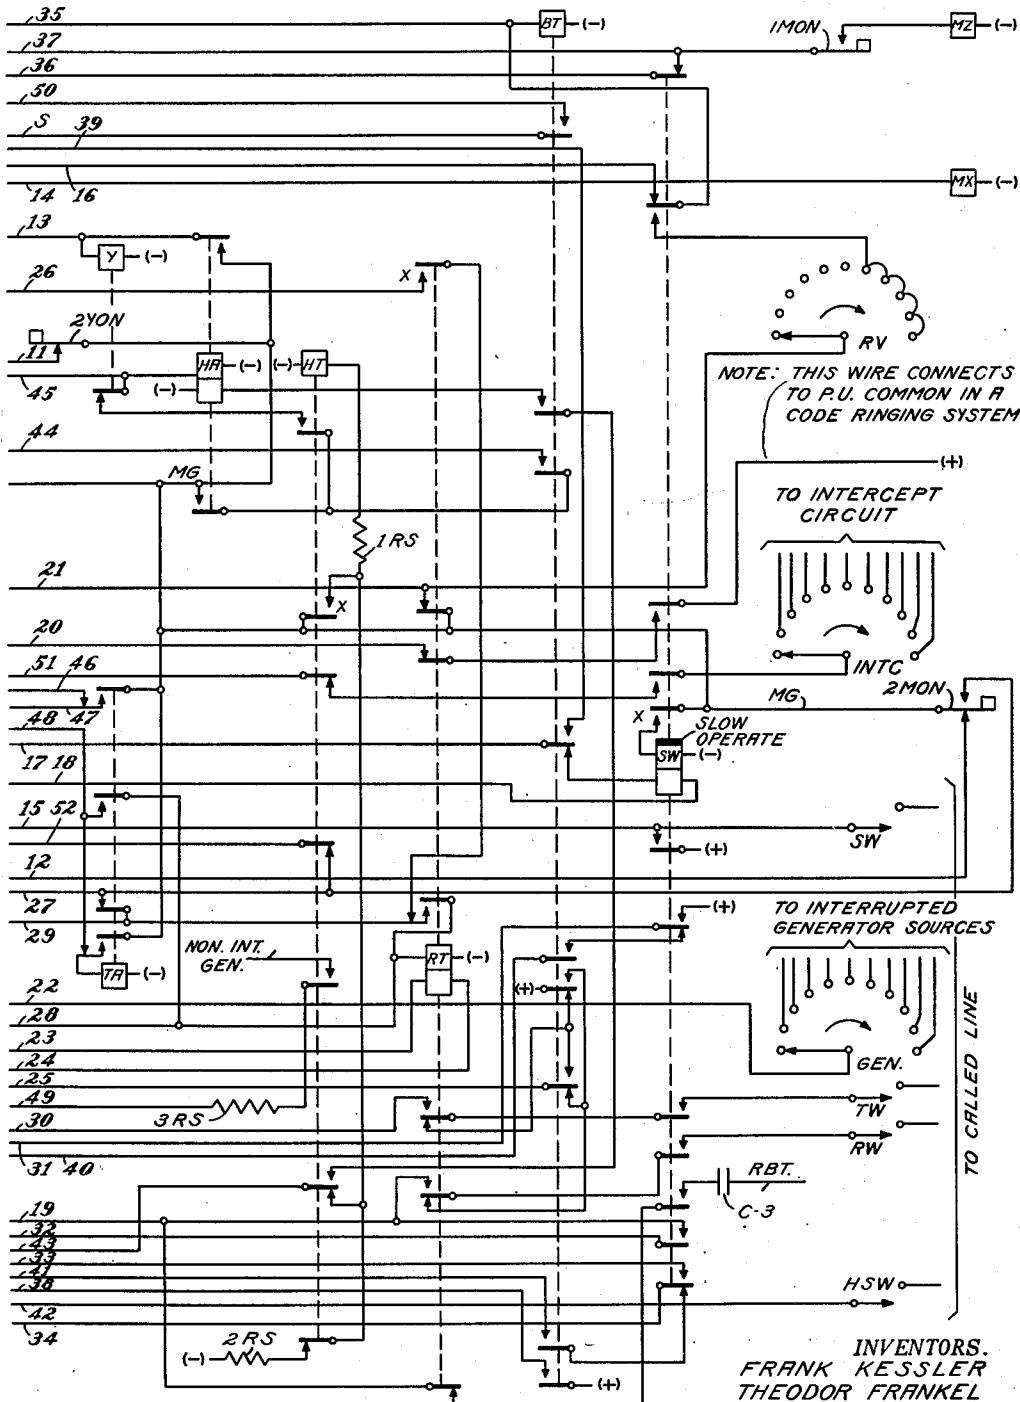 35
BT (-)
37
1MON
MZ (-)
36
50
S
39
14
16
MX (-)
13
Y (-)
26
X
2YON
11
RV
HA (-)
(-) HT
45
(-)
NOTE: THIS WIRE CONNECTS
TO P.U. COMMON IN A
CODE RINGING SYSTEM
44
(+)
MG
TO INTERCEPT
CIRCUIT
1RS
21
X
20
51
46
INTC
47
MG
2MON
48
X
SLOW
OPERATE
17
18
SW (-)
15
52
SW
(+)
12
27
29
TO INTERRUPTED
GENERATOR SOURCES
(+)
NON. INT.
GEN.
TA (-)
RT (-)
(+)
22
28
23
24
GEN.
25
49
3RS
TW
30
31
40
RW
RBT.
C-3
19
32
43
33
41
38
HSW
42
34
TO CALLED LINE
2RS
(-)
(+)
INVENTORS.
FRANK KESSLER
THEODOR FRANKEL